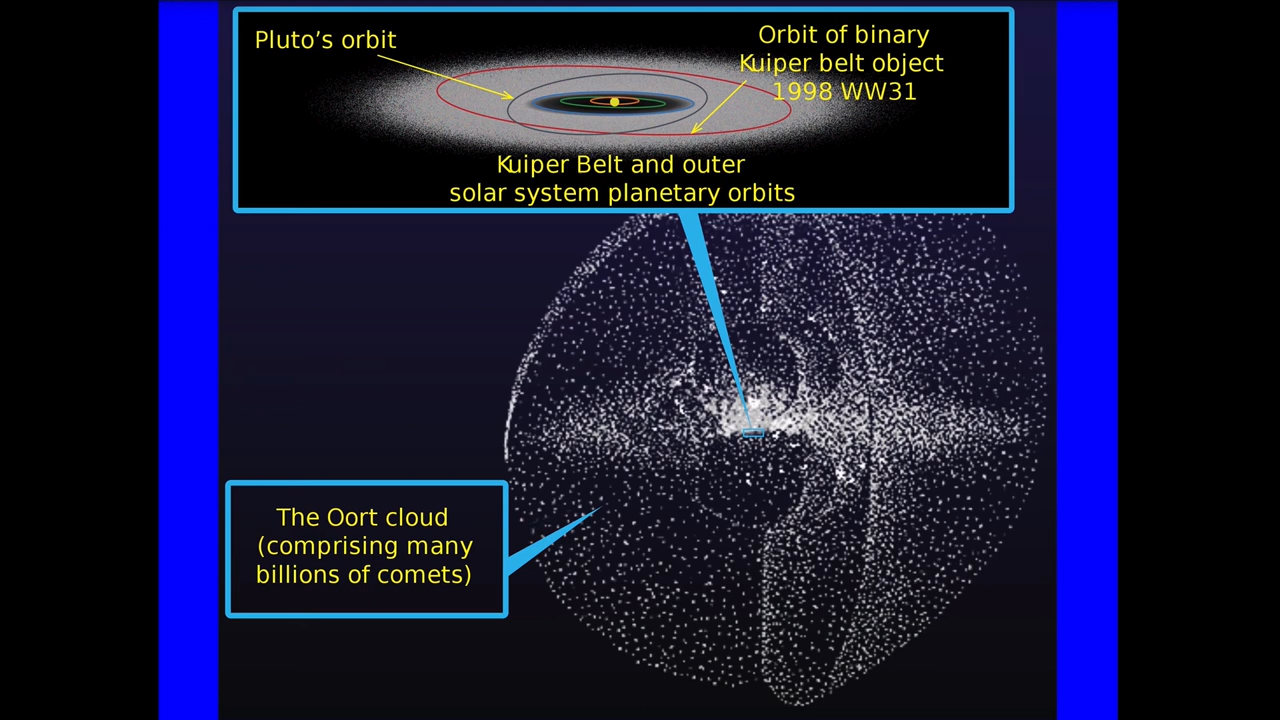 Pluto’s orbit
Orbit of binary
Kuiper belt object
1998 WW31
Kuiper Belt and outer
solar system planetary orbits
The Oort cloud
(comprising many
billions of comets)